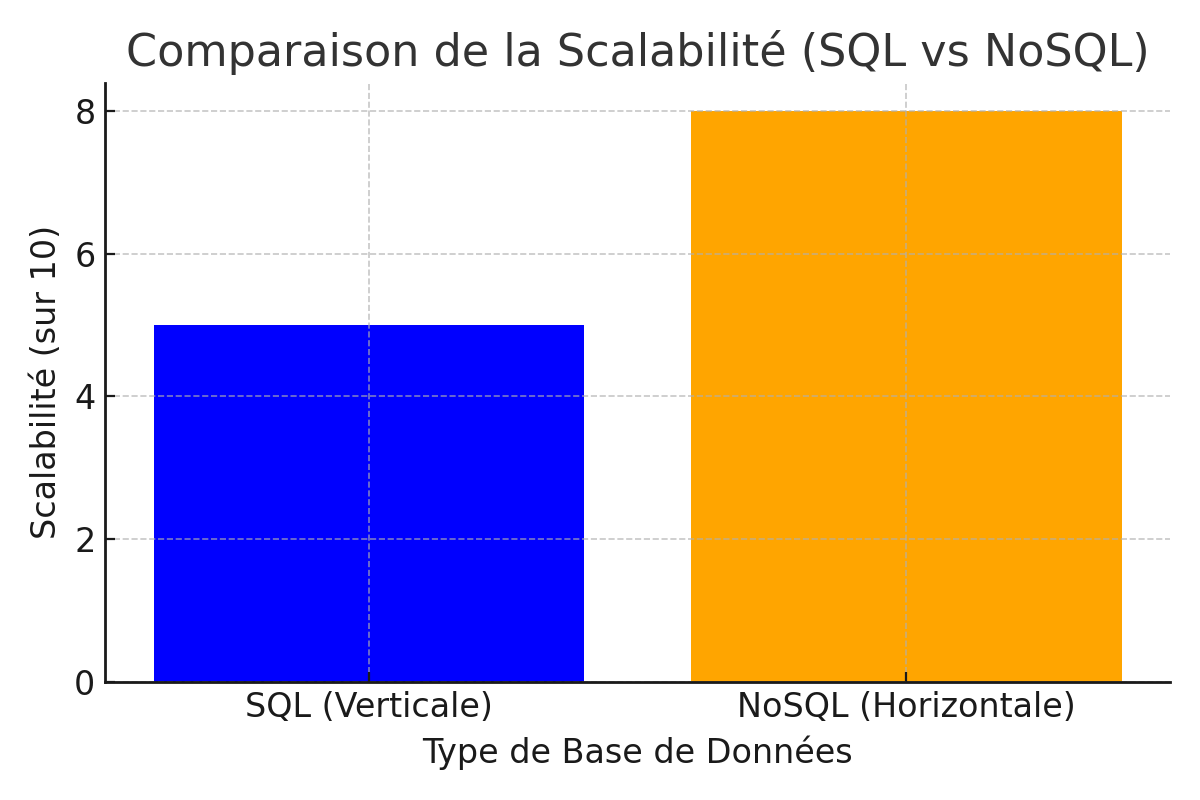 Comparaison de la Scalabilité (SQL vs NoSQL)
8
6
4
2
0
Scalabilité (sur 10)
SQL (Verticale)
NoSQL (Horizontale)
Type de Base de Données